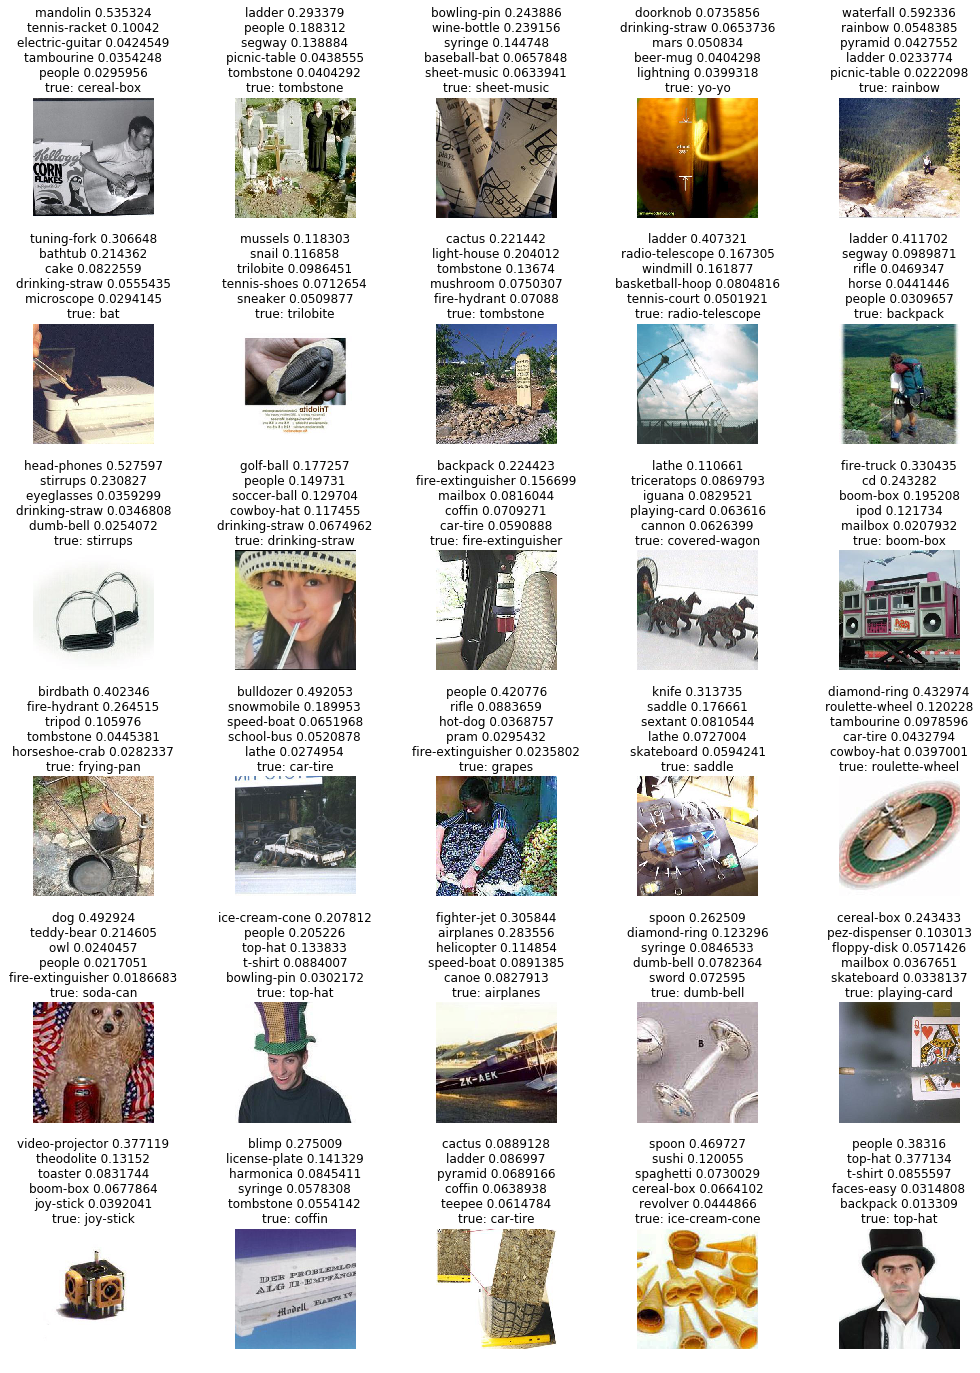 mandolin 0.535324
tennis-racket 0.10042
electric-guitar 0.0424549
tambourine 0.0354248
people 0.0295956
true: cereal-box
ladder 0.293379
people 0.188312
segway 0.138884
picnic-table 0.0438555
tombstone 0.0404292
true: tombstone
bowling-pin 0.243886
wine-bottle 0.239156
syringe 0.144748
baseball-bat 0.0657848
sheet-music 0.0633941
true: sheet-music
doorknob 0.0735856
drinking-straw 0.0653736
mars 0.050834
beer-mug 0.0404298
lightning 0.0399318
true: yo-yo
waterfall 0.592336
rainbow 0.0548385
pyramid 0.0427552
ladder 0.0233774
picnic-table 0.0222098
true: rainbow
Kellogg's
CORN
FLAKES
tuning-fork 0.306648
bathtub 0.214362
cake 0.0822559
drinking-straw 0.0555435
microscope 0.0294145
true: bat
mussels 0.118303
snail 0.116858
trilobite 0.0986451
tennis-shoes 0.0712654
sneaker 0.0509877
true: trilobite
cactus 0.221442
light-house 0.204012
tombstone 0.13674
mushroom 0.0750307
fire-hydrant 0.07088
true: tombstone
ladder 0.407321
radio-telescope 0.167305
windmill 0.161877
basketball-hoop 0.0804816
tennis-court 0.0501921
true: radio-telescope
ladder 0.411702
segway 0.0989871
rifle 0.0469347
horse 0.0441446
people 0.0309657
true: backpack
Trilobite
head-phones 0.527597
stirrups 0.230827
eyeglasses 0.0359299
drinking-straw 0.0346808
dumb-bell 0.0254072
true: stirrups
golf-ball 0.177257
people 0.149731
soccer-ball 0.129704
cowboy-hat 0.117455
drinking-straw 0.0674962
true: drinking-straw
backpack 0.224423
fire-extinguisher 0.156699
mailbox 0.0816044
coffin 0.0709271
car-tire 0.0590888
true: fire-extinguisher
lathe 0.110661
triceratops 0.0869793
iguana 0.0829521
playing-card 0.063616
cannon 0.0626399
true: covered-wagon
fire-truck 0.330435
cd 0.243282
boom-box 0.195208
ipod 0.121734
mailbox 0.0207932
true: boom-box
birdbath 0.402346
fire-hydrant 0.264515
tripod 0.105976
tombstone 0.0445381
horseshoe-crab 0.0282337
true: frying-pan
bulldozer 0.492053
snowmobile 0.189953
speed-boat 0.0651968
school-bus 0.0520878
lathe 0.0274954
true: car-tire
people 0.420776
rifle 0.0883659
hot-dog 0.0368757
pram 0.0295432
fire-extinguisher 0.0235802
true: grapes
knife 0.313735
saddle 0.176661
sextant 0.0810544
lathe 0.0727004
skateboard 0.0594241
true: saddle
diamond-ring 0.432974
roulette-wheel 0.120228
tambourine 0.0978596
car-tire 0.0432794
cowboy-hat 0.0397001
true: roulette-wheel
dog 0.492924
teddy-bear 0.214605
owl 0.0240457
people 0.0217051
fire-extinguisher 0.0186683
true: soda-can
ice-cream-cone 0.207812
people 0.205226
top-hat 0.133833
t-shirt 0.0884007
bowling-pin 0.0302172
true: top-hat
fighter-jet 0.305844
airplanes 0.283556
helicopter 0.114854
speed-boat 0.0891385
canoe 0.0827913
true: airplanes
spoon 0.262509
diamond-ring 0.123296
syringe 0.0846533
dumb-bell 0.0782364
sword 0.072595
true: dumb-bell
cereal-box 0.243433
pez-dispenser 0.103013
floppy-disk 0.0571426
mailbox 0.0367651
skateboard 0.0338137
true: playing-card
ZK-AEK
B
Q
video-projector 0.377119
theodolite 0.13152
toaster 0.0831744
boom-box 0.0677864
joy-stick 0.0392041
true: joy-stick
blimp 0.275009
license-plate 0.141329
harmonica 0.0845411
syringe 0.0578308
tombstone 0.0554142
true: coffin
cactus 0.0889128
ladder 0.086997
pyramid 0.0689166
coffin 0.0638938
teepee 0.0614784
true: car-tire
spoon 0.469727
sushi 0.120055
spaghetti 0.0730029
cereal-box 0.0664102
revolver 0.0444866
true: ice-cream-cone
people 0.38316
top-hat 0.377134
t-shirt 0.0855597
faces-easy 0.0314808
backpack 0.013309
true: top-hat
DER PROBLEMLOS
ALG II-EMPFÄNGE
Modell HARTZ IV